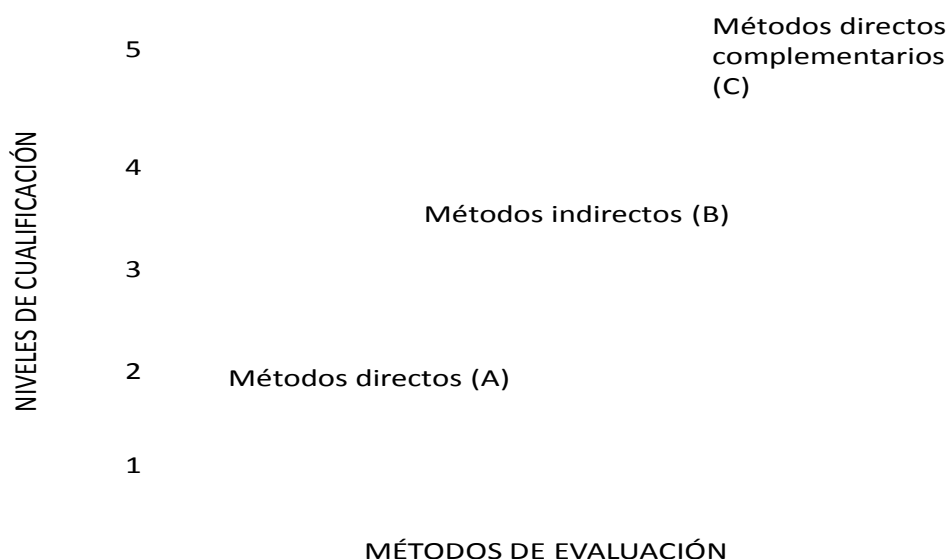 Métodos directos
complementarios
(C)
5
4
Métodos indirectos (B)
3
2
Métodos directos (A)
1
NIVELES DE CUALIFICACIÓN
MÉTODOS DE EVALUACIÓN